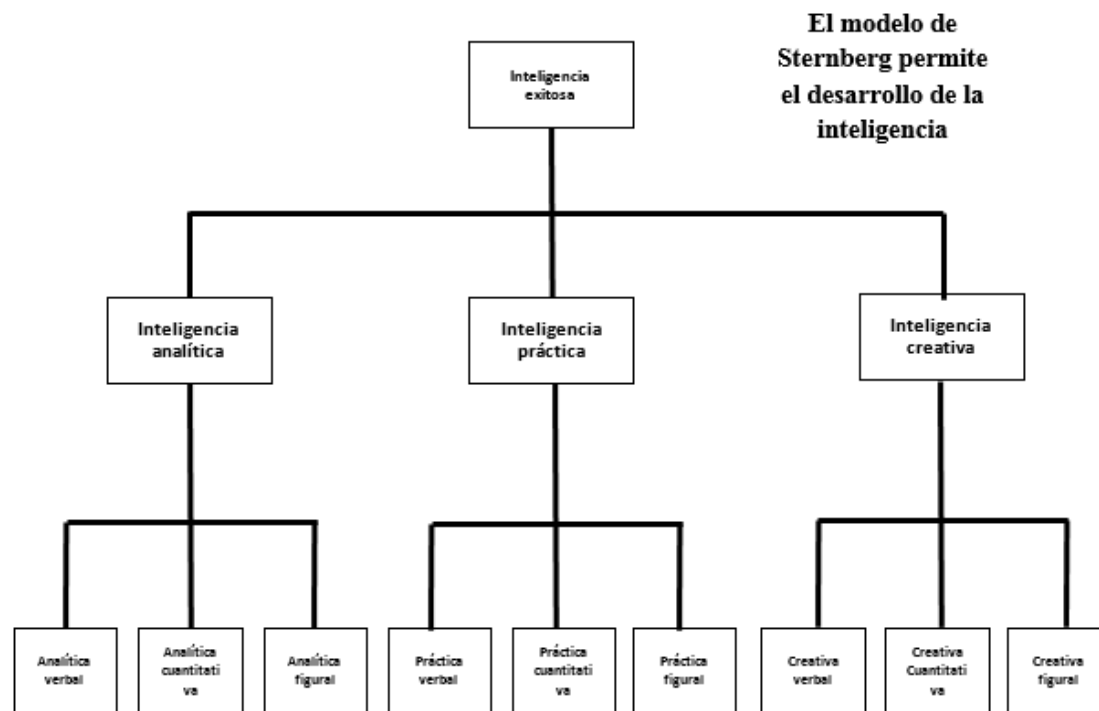 El modelo de
Sternberg permite
el desarrollo de la
inteligencia
Inteligencia
exitosa
Inteligencia
analítica
Inteligencia
práctica
Inteligencia
creativa
Analítica
verbal
Analítica
cuantitati
va
Analítica
figural
Práctica
verbal
Práctica
cuantitati
va
Práctica
figural
Creativa
verbal
Creativa
Cuantitati
va
Creativa
figural